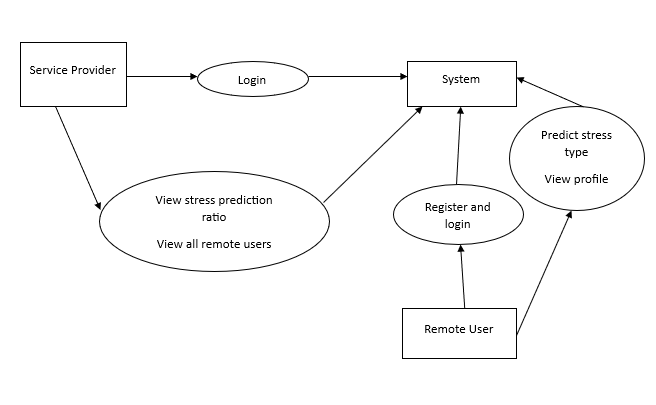 Service Provider
Login
System
Predict stress
type
View profile
View stress prediction
ratio
View all remote users
Register and
login
Remote User